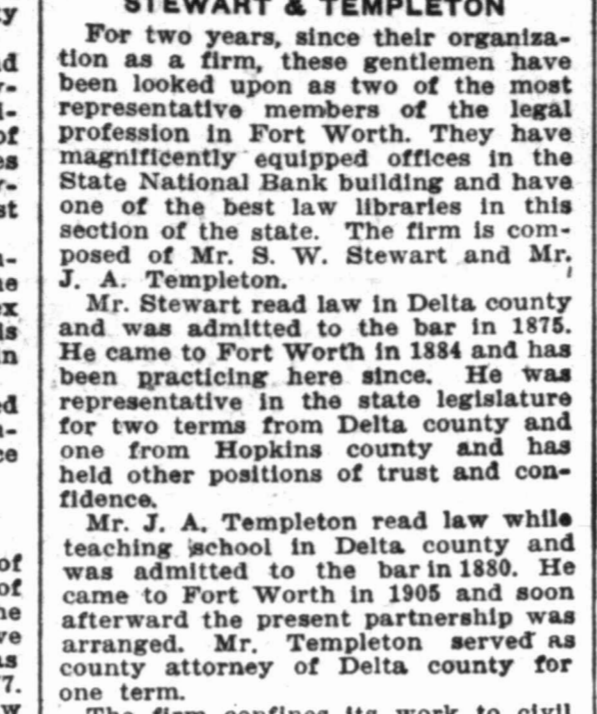 STEWART & TEMPLETON
For two years, since their organiza-
tion as a firm, these gentlemen have
been looked upon as two of the most
representative members of the legal
profession in Fort Worth. They have
magnificently equipped offices in the
State National Bank building and have
one of the best law libraries in this
section of the state. The firm is com-
posed of Mr. S. W. Stewart and Mr.
J. A. Templeton.
Mr. Stewart read law in Delta county
and was admitted to the bar in 1875.
He came to Fort Worth in 1884 and has
been practicing here since. He was
representative in the state legislature
for two terms from Delta county and
one from Hopkins county and has
held other positions of trust and con-
fidence.
Mr. J. A. Templeton read law while
teaching school in Delta county and
was admitted to the bar in 1880. He
came to Fort Worth in 1905 and soon
afterward the present partnership was
arranged. Mr. Templeton served as
county attorney of Delta county for
one term.
The firm confines its work to civil